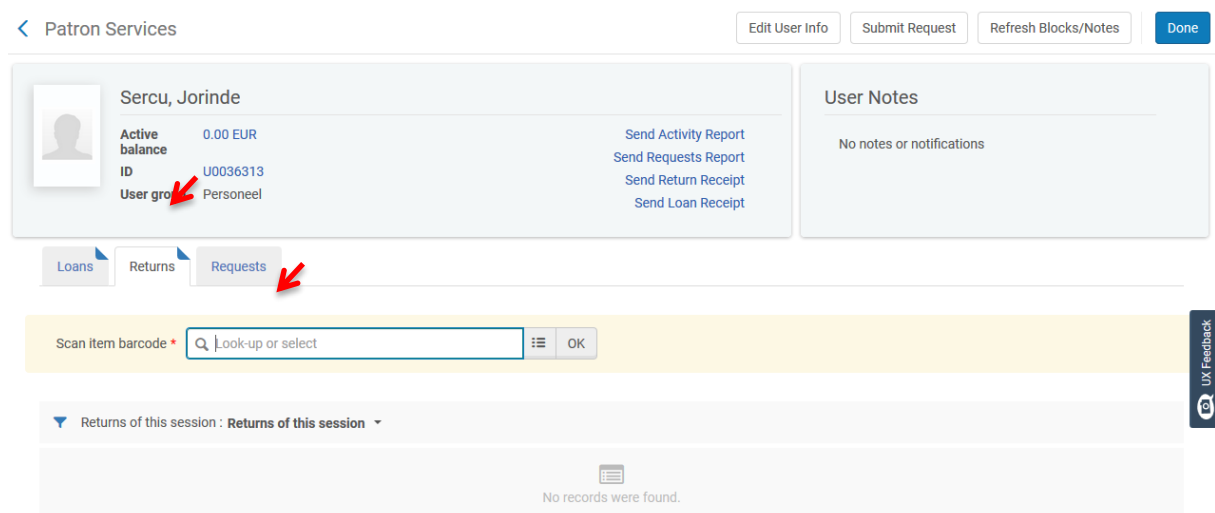 Patron Services
Edit User Info
Submit Request
Refresh Blocks/Notes
Done
Sercu, Jorinde
Active balance 0.00 EUR
ID U0036313
User group Personeel
Send Activity Report
Send Requests Report
Send Return Receipt
Send Loan Receipt
User Notes
No notes or notifications
Loans
Returns
Requests
Scan item barcode *
Look-up or select
OK
UX Feedback
Returns of this session : Returns of this session
No records were found.